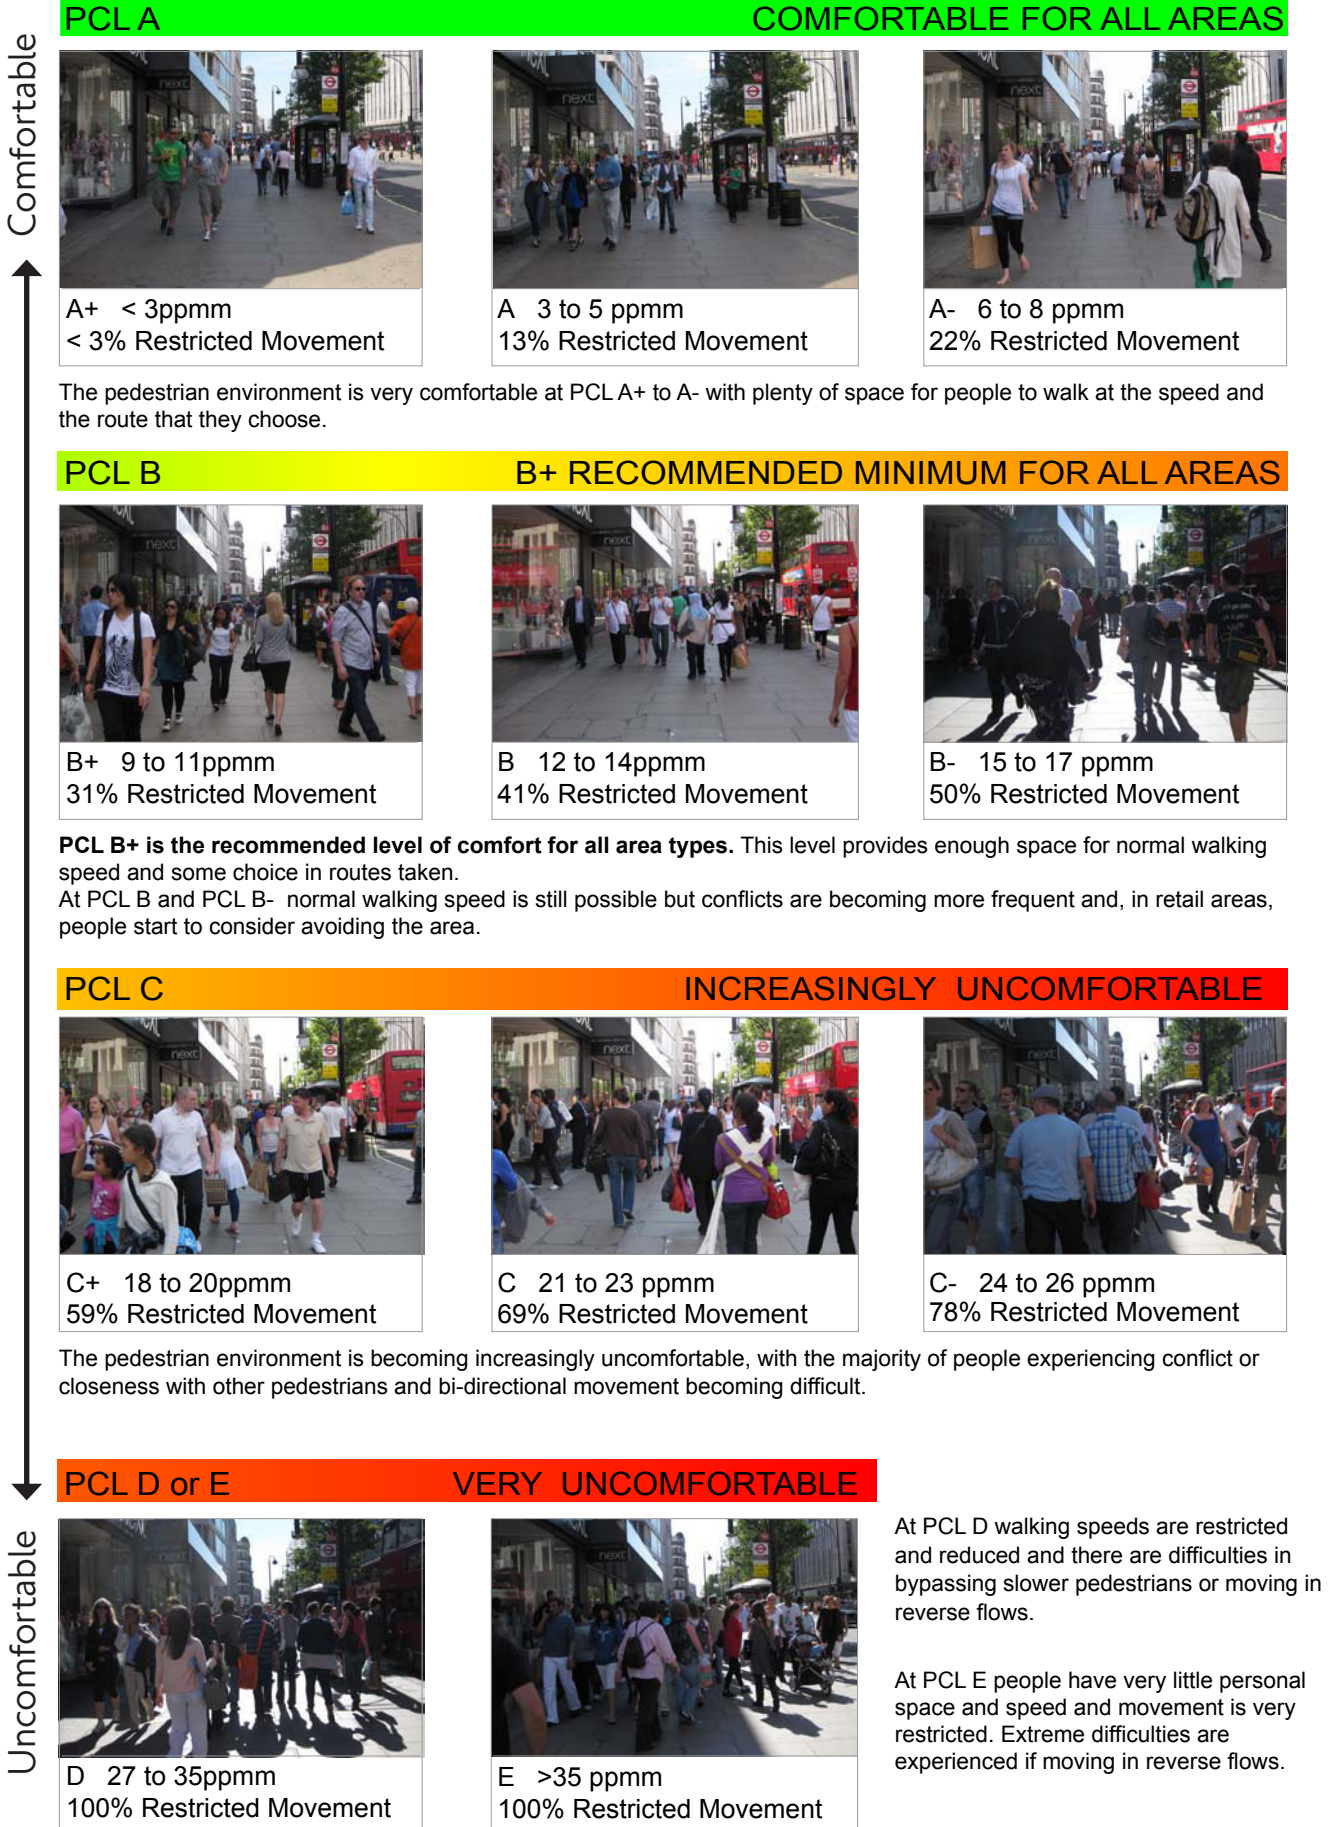 Comfortable
Uncomfortable
PCL A COMFORTABLE FOR ALL AREAS
next
next
next
A+ < 3ppmm
< 3% Restricted Movement
A 3 to 5 ppmm
13% Restricted Movement
A- 6 to 8 ppmm
22% Restricted Movement
The pedestrian environment is very comfortable at PCL A+ to A- with plenty of space for people to walk at the speed and
the route that they choose.
PCL B B+ RECOMMENDED MINIMUM FOR ALL AREAS
next
next
next
B+ 9 to 11ppmm
31% Restricted Movement
B 12 to 14ppmm
41% Restricted Movement
B- 15 to 17 ppmm
50% Restricted Movement
PCL B+ is the recommended level of comfort for all area types. This level provides enough space for normal walking
speed and some choice in routes taken.
At PCL B and PCL B- normal walking speed is still possible but conflicts are becoming more frequent and, in retail areas,
people start to consider avoiding the area.
PCL C INCREASINGLY UNCOMFORTABLE
next
next
next
C+ 18 to 20ppmm
59% Restricted Movement
C 21 to 23 ppmm
69% Restricted Movement
C- 24 to 26 ppmm
78% Restricted Movement
The pedestrian environment is becoming increasingly uncomfortable, with the majority of people experiencing conflict or
closeness with other pedestrians and bi-directional movement becoming difficult.
PCL D or E VERY UNCOMFORTABLE
next
D 27 to 35ppmm
100% Restricted Movement
E >35 ppmm
100% Restricted Movement
At PCL D walking speeds are restricted
and reduced and there are difficulties in
bypassing slower pedestrians or moving in
reverse flows.
At PCL E people have very little personal
space and speed and movement is very
restricted. Extreme difficulties are
experienced if moving in reverse flows.